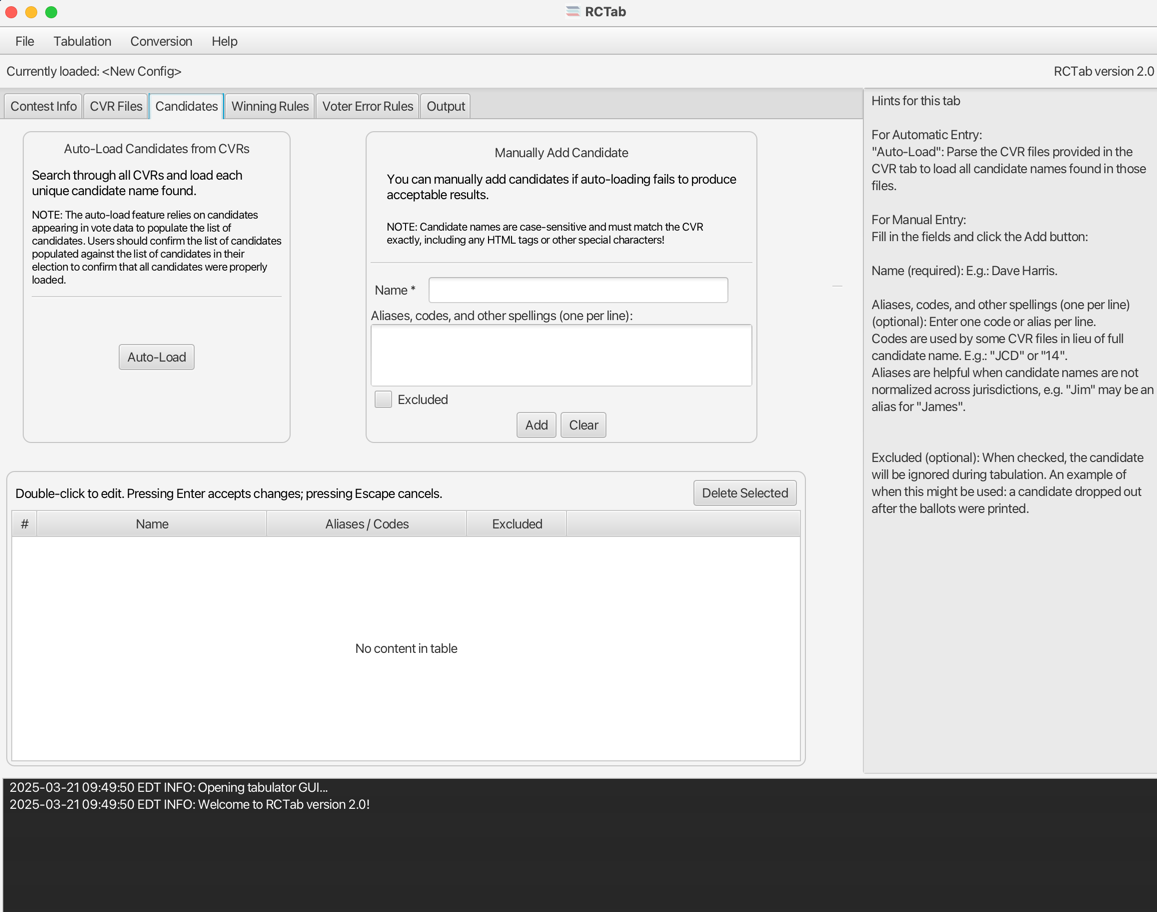 RCTab
File Tabulation Conversion Help
Currently loaded: <New Config>
RCTab version 2.0
Contest Info CVR Files Candidates Winning Rules Voter Error Rules Output
Auto-Load Candidates from CVRs
Search through all CVRs and load each
unique candidate name found.
NOTE: The auto-load feature relies on candidates
appearing in vote data to populate the list of
candidates. Users should confirm the list of candidates
populated against the list of candidates in their
election to confirm that all candidates were properly
loaded.
Auto-Load
Manually Add Candidate
You can manually add candidates if auto-loading fails to produce
acceptable results.
NOTE: Candidate names are case-sensitive and must match the CVR
exactly, including any HTML tags or other special characters!
Name *
Aliases, codes, and other spellings (one per line):
Excluded
Add Clear
Double-click to edit. Pressing Enter accepts changes; pressing Escape cancels.
Delete Selected
# Name Aliases / Codes Excluded
No content in table
Hints for this tab
For Automatic Entry:
"Auto-Load": Parse the CVR files provided in the
CVR tab to load all candidate names found in those
files.
For Manual Entry:
Fill in the fields and click the Add button:
Name (required): E.g.: Dave Harris.
Aliases, codes, and other spellings (one per line)
(optional): Enter one code or alias per line.
Codes are used by some CVR files in lieu of full
candidate name. E.g.: "JCD" or "14".
Aliases are helpful when candidate names are not
normalized across jurisdictions, e.g. "Jim" may be an
alias for "James".
Excluded (optional): When checked, the candidate
will be ignored during tabulation. An example of
when this might be used: a candidate dropped out
after the ballots were printed.
2025-03-21 09:49:50 EDT INFO: Opening tabulator GUI...
2025-03-21 09:49:50 EDT INFO: Welcome to RCTab version 2.0!